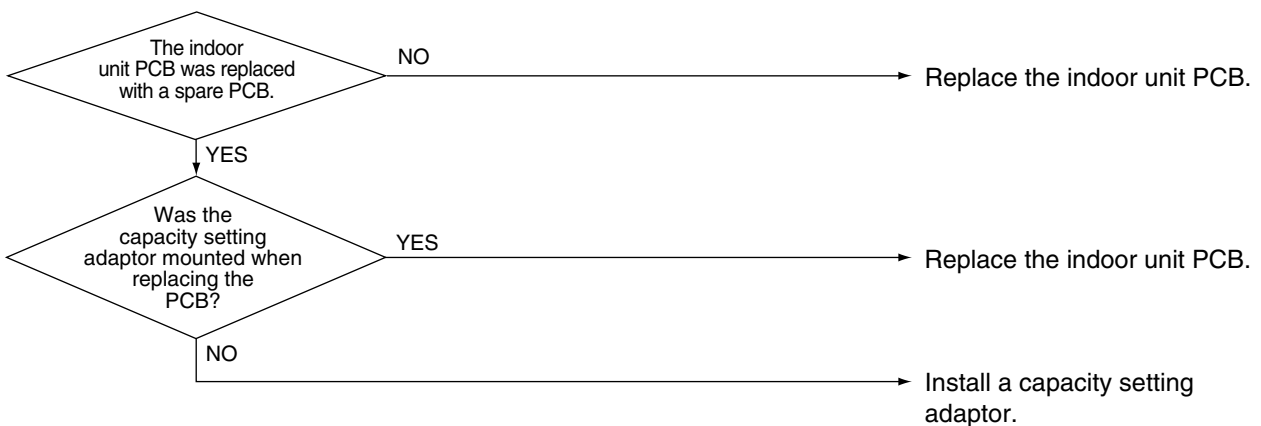 The indoor
unit PCB was replaced
with a spare PCB.
NO
Replace the indoor unit PCB.
YES
Was the
capacity setting
adaptor mounted when
replacing the
PCB?
YES
Replace the indoor unit PCB.
NO
Install a capacity setting
adaptor.